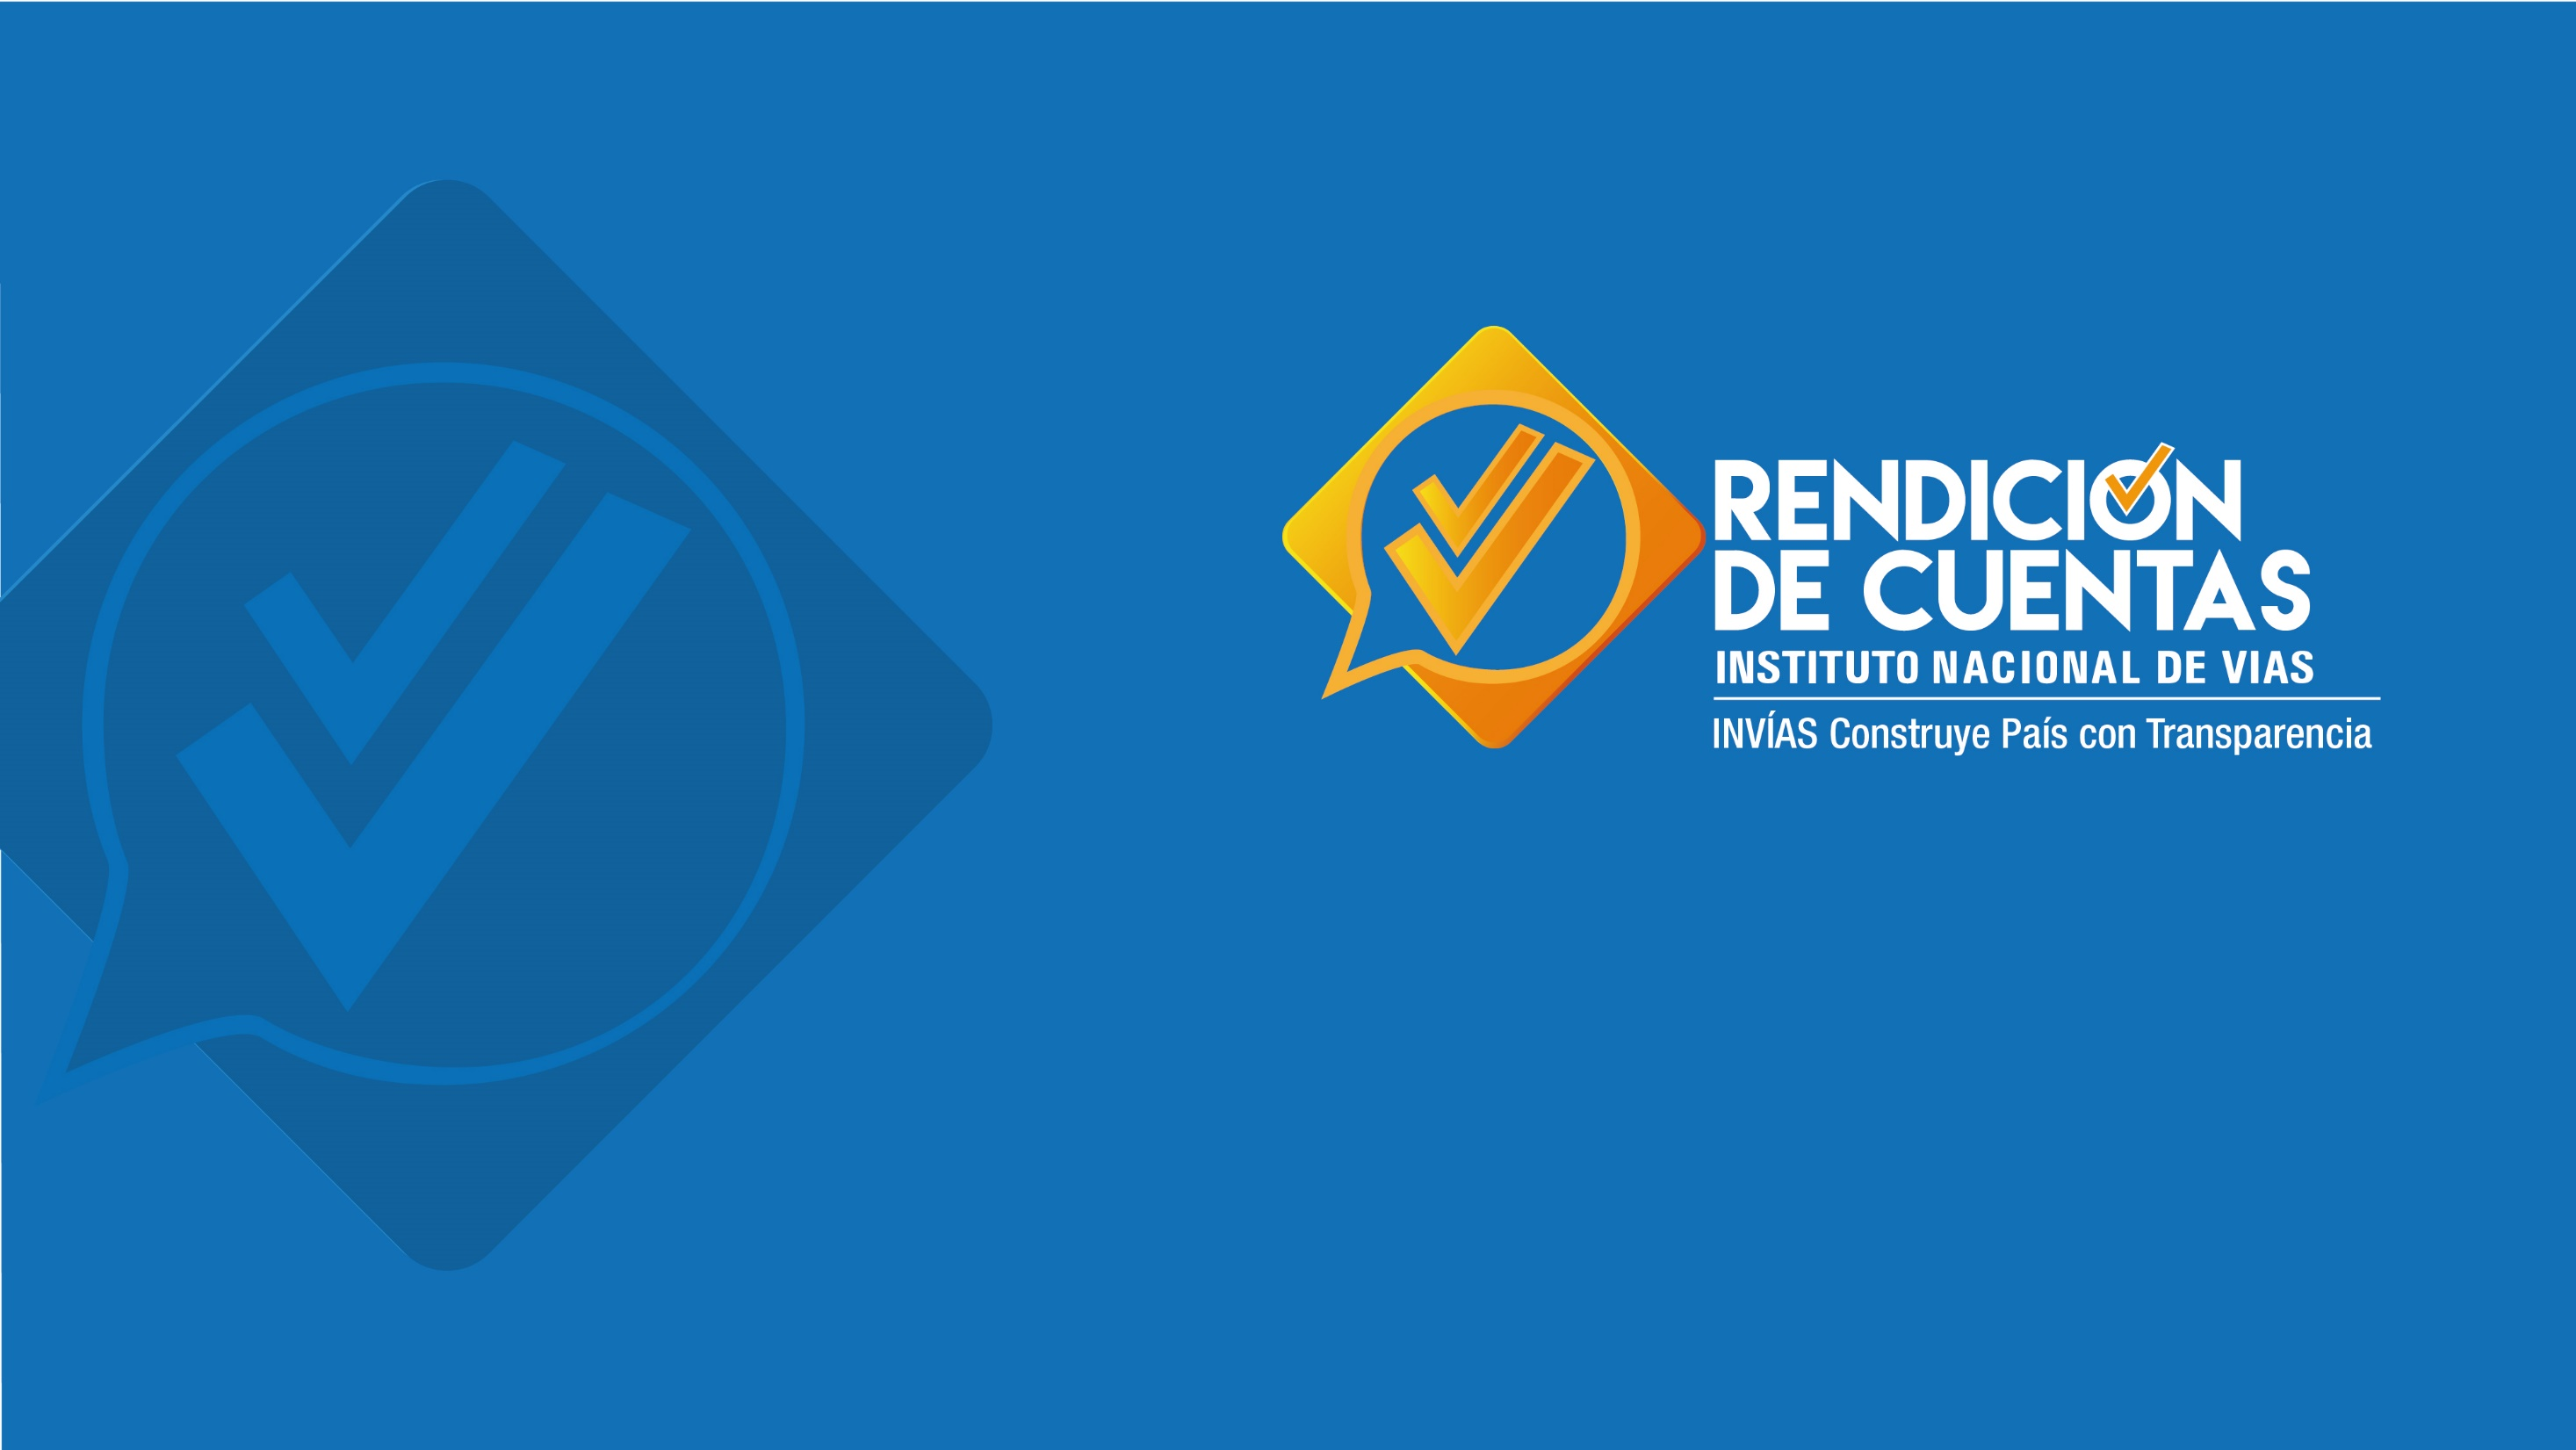 RENDICIÓN
DE CUENTAS
INSTITUTO NACIONAL DE VIAS
INVÍAS Construye País con Transparencia